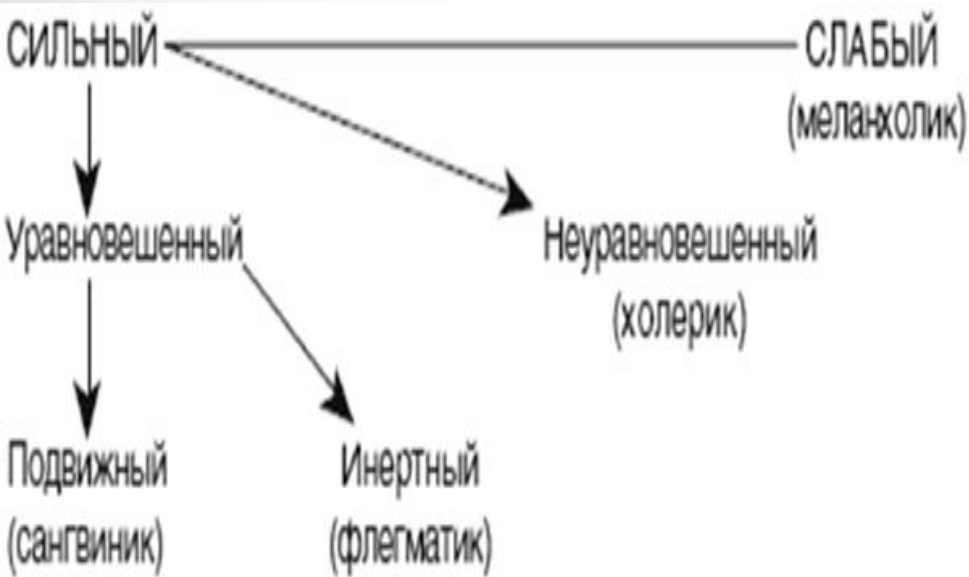 СИЛЬНЫЙ СЛАБЫЙ
(меланхолик)
Уравновешенный Неуравновешенный
(холерик)
Подвижный Инертный
(сангвиник) (флегматик)